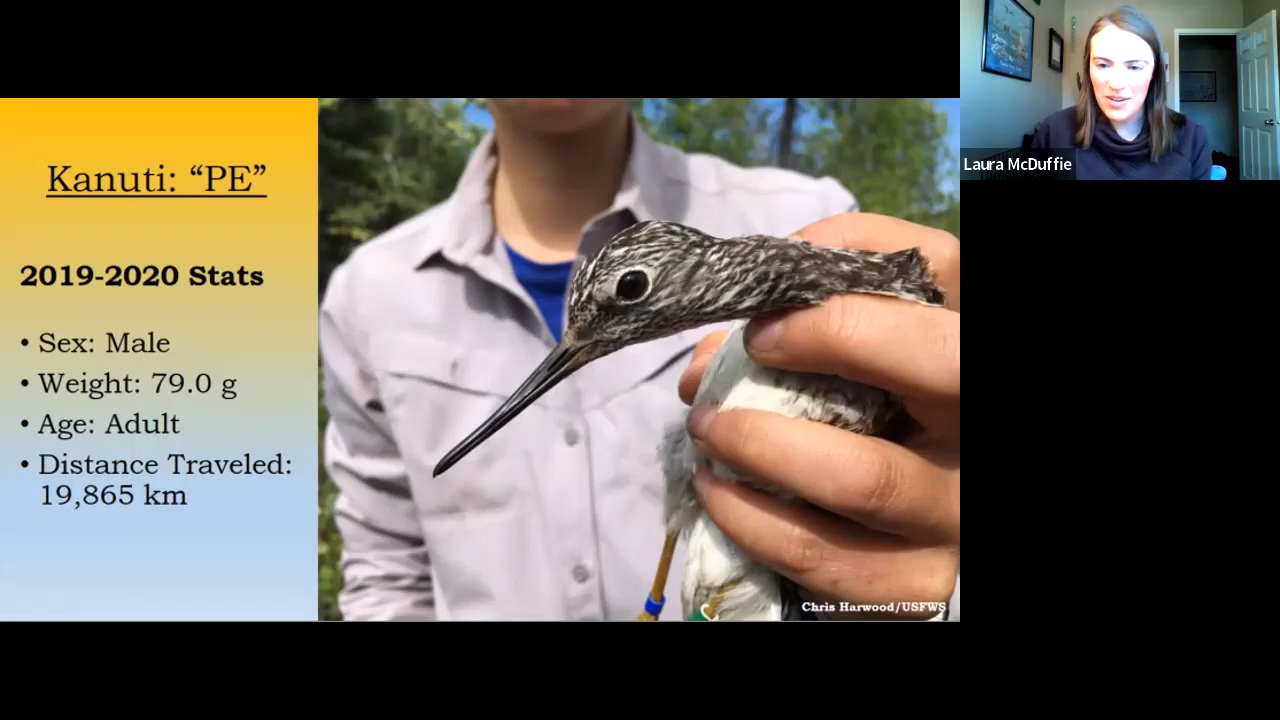 Kanuti: “PE”
2019-2020 Stats
• Sex: Male
• Weight: 79.0 g
• Age: Adult
• Distance Traveled:
19,865 km
Chris Harwood/USFWS
Laura McDuffie